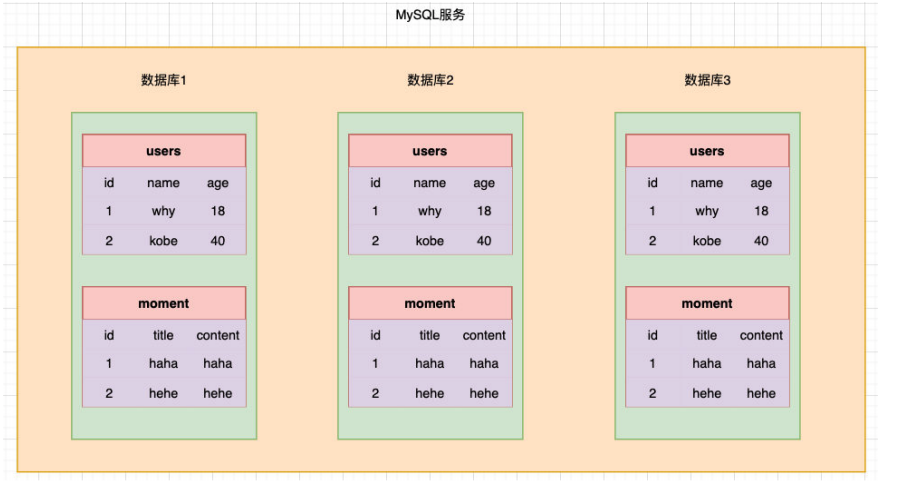 MySQL服务
数据库1 数据库2 数据库3
users users users
id name age id name age id name age
1 why 18 1 why 18 1 why 18
2 kobe 40 2 kobe 40 2 kobe 40
moment moment moment
id title content id title content id title content
1 haha haha 1 haha haha 1 haha haha
2 hehe hehe 2 hehe hehe 2 hehe hehe